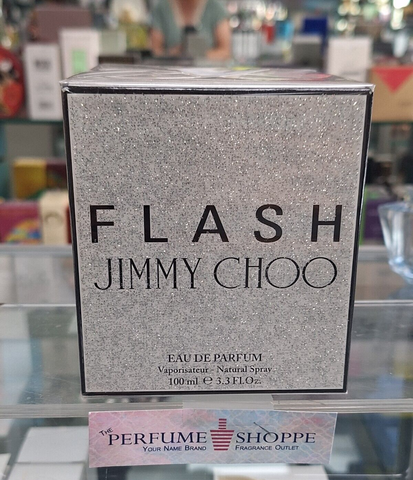 FLASH
JIMMY CHOO
EAU DE PARFUM
Vaporisateur - Natural Spray
100 ml ℮ 3.3 FL.Oz.
THE PERFUME SHOPPE
YOUR NAME BRAND FRAGRANCE OUTLET